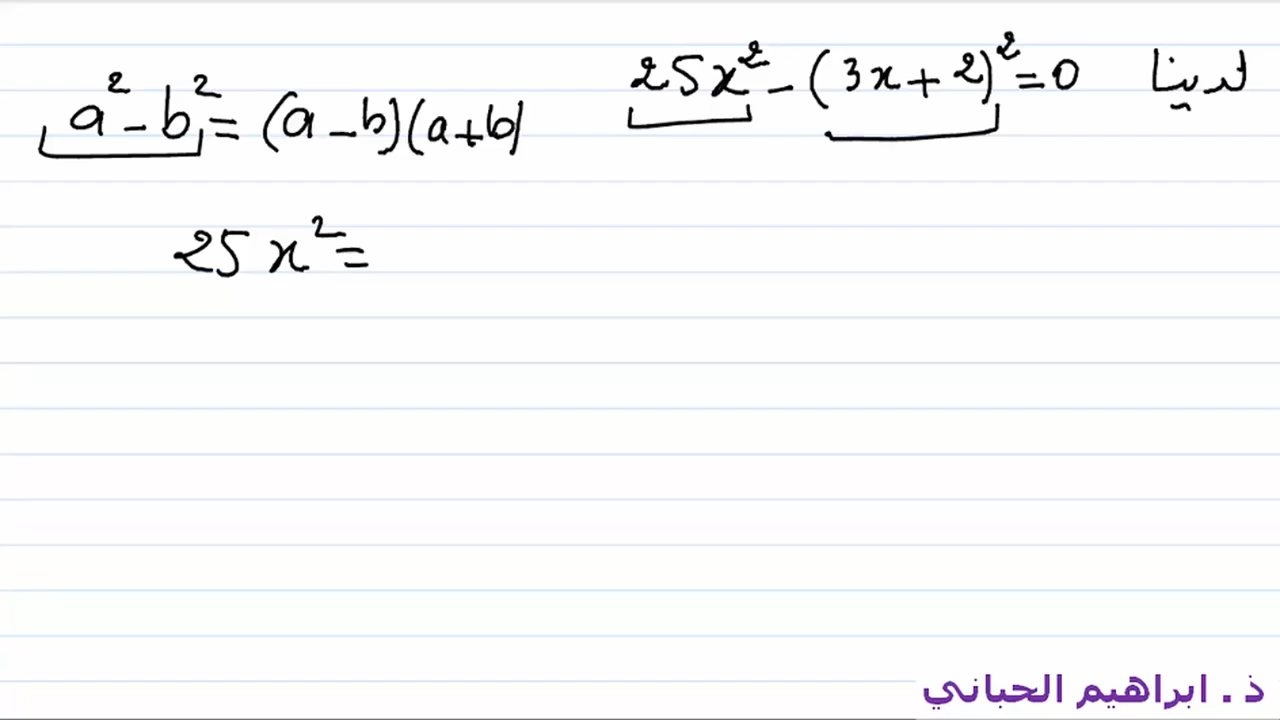 لدينا 25x² - (3x + 2)² = 0
a² - b² = (a - b)(a + b)
25x² =
ذ . ابراهيم الحباني